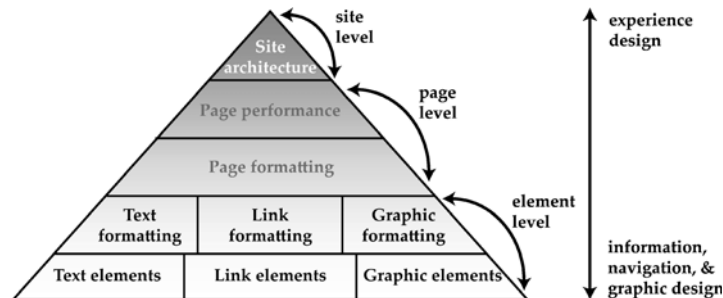 site
level
experience
design
Site
architecture
Page performance
page
level
Page formatting
element
level
Text
formatting
Link
formatting
Graphic
formatting
Text elements
Link elements
Graphic elements
information,
navigation, &
graphic design